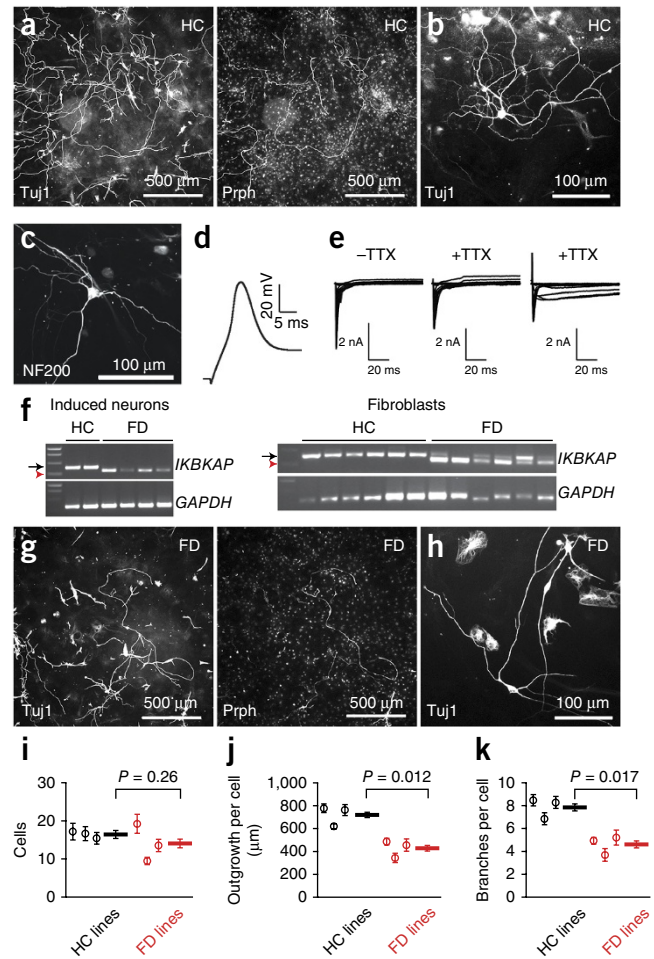 a
HC
Tuj1
500 μm
Prph
500 μm
b
HC
Tuj1
100 μm
c
NF200
100 μm
d
20 mV
5 ms
e
–TTX
+TTX
+TTX
2 nA
20 ms
2 nA
20 ms
2 nA
20 ms
f
Induced neurons
HC
FD
IKBKAP
GAPDH
Fibroblasts
HC
FD
IKBKAP
GAPDH
g
FD
Tuj1
500 μm
Prph
500 μm
h
FD
Tuj1
100 μm
i
P = 0.26
Cells
30
20
10
0
HC lines
FD lines
j
P = 0.012
Outgrowth per cell
(μm)
1,000
800
600
400
200
0
HC lines
FD lines
k
P = 0.017
Branches per cell
10
8
6
4
2
0
HC lines
FD lines